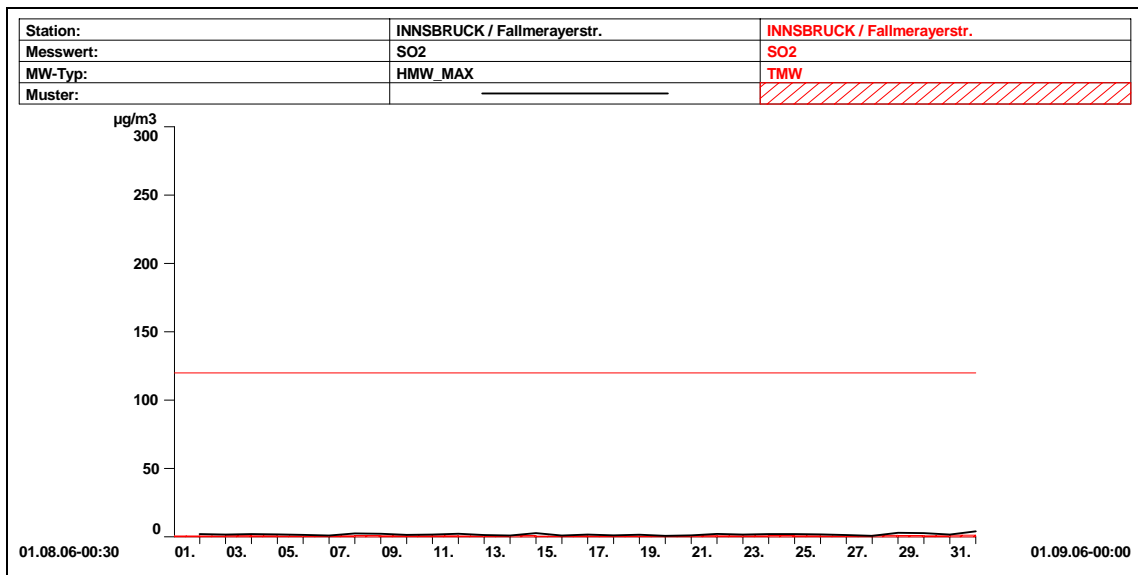 Station: INNSBRUCK / Fallmerayerstr. INNSBRUCK / Fallmerayerstr.
Messwert: SO2 SO2
MW-Typ: HMW_MAX TMW
Muster:
µg/m3
300
250
200
150
100
50
0
01.08.06-00:30 01. 03. 05. 07. 09. 11. 13. 15. 17. 19. 21. 23. 25. 27. 29. 31. 01.09.06-00:00